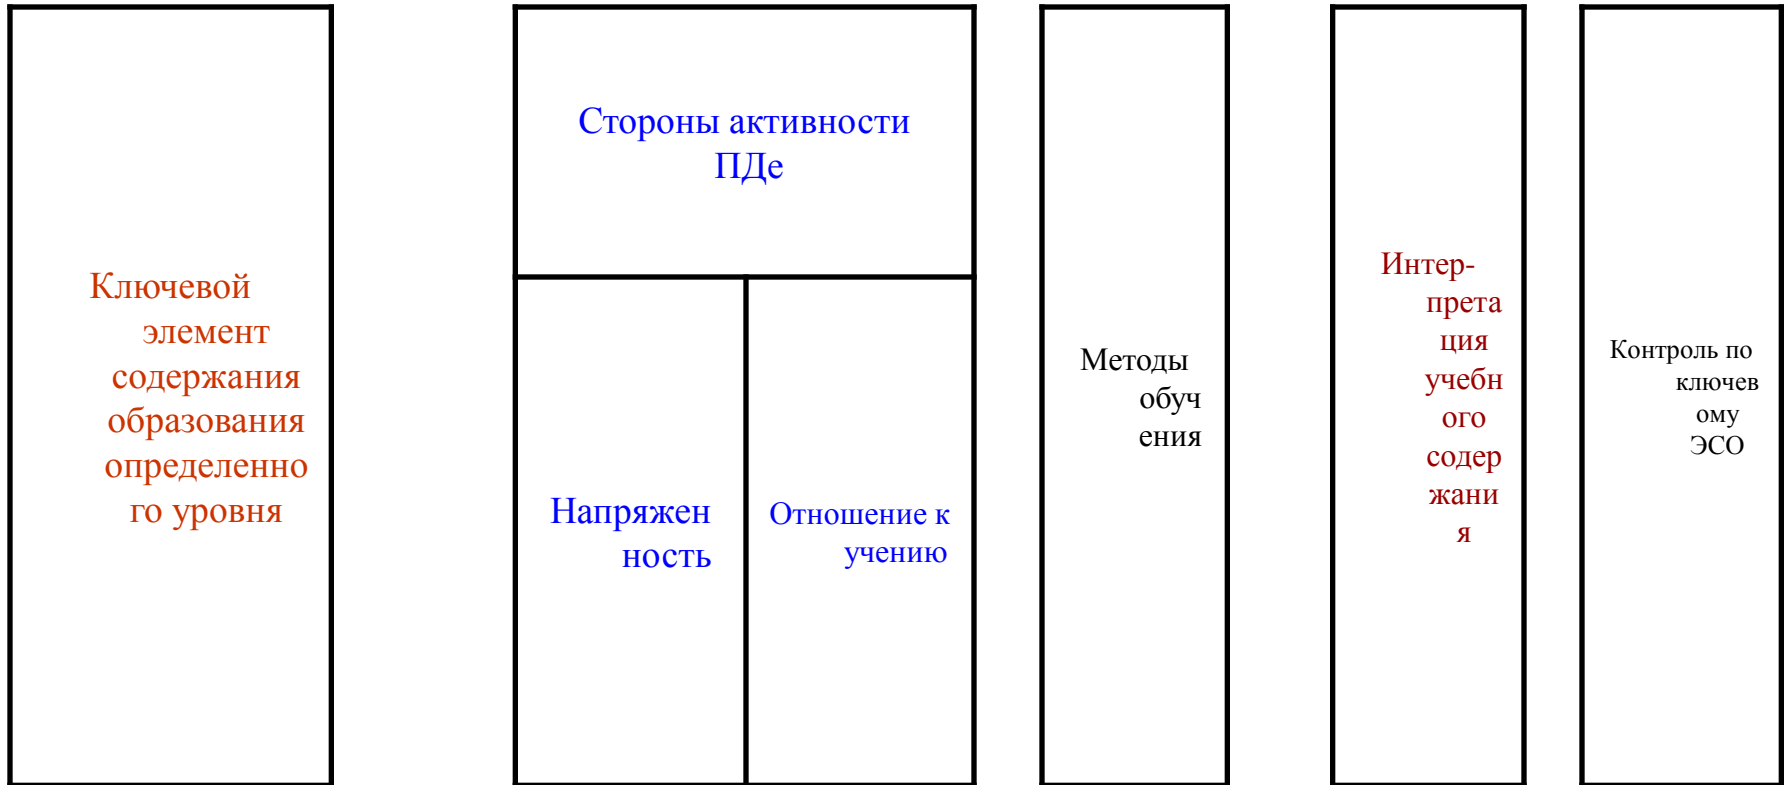 Ключевой
элемент
содержания
образования
определенно
го уровня
Стороны активности
ПДе
Напряжен
ность
Отношение к
учению
Методы
обуч
ения
Интер-
прета
ция
учебн
ого
содер
жани
я
Контроль по
ключев
ому
ЭСО